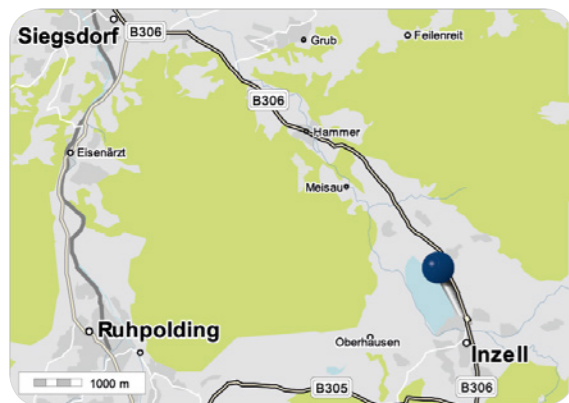 Siegsdorf
B306
Grub
Feilenreit
B306
Hammer
Eisenärzt
Meisau
Ruhpolding
Oberhausen
Inzell
1000 m
B305
B306